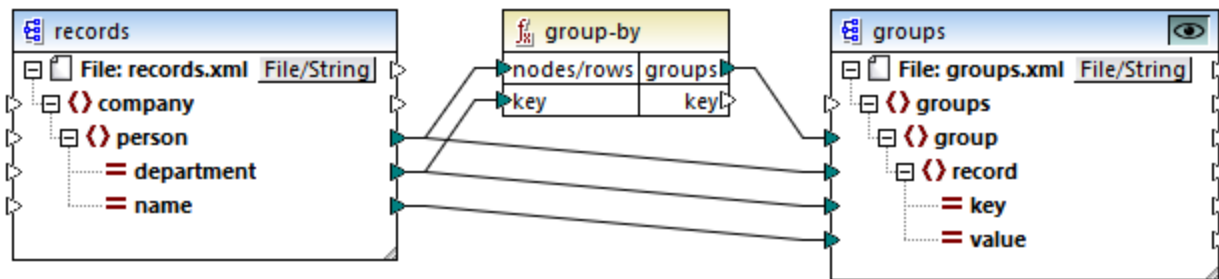 records
File: records.xml File/String
company
person
department
name
group-by
nodes/rows groups
key key
groups
File: groups.xml File/String
groups
group
record
key
value